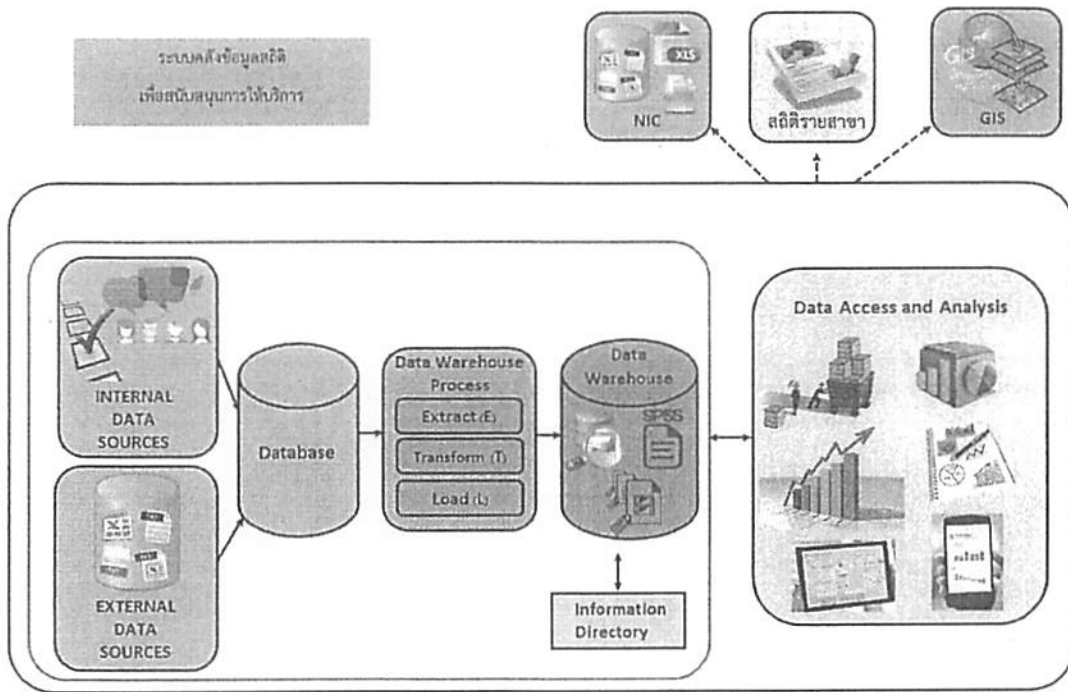 ระบบคลังข้อมูลสถิติ
เพื่อสนับสนุนการให้บริการ
XLS
NIC
สถิติรายสาขา
GIS
INTERNAL
DATA
SOURCES
EXTERNAL
DATA
SOURCES
Database
Data Warehouse
Process
Extract (E)
Transform (T)
Load (L)
Data
Warehouse
SPSS
Information
Directory
Data Access and Analysis